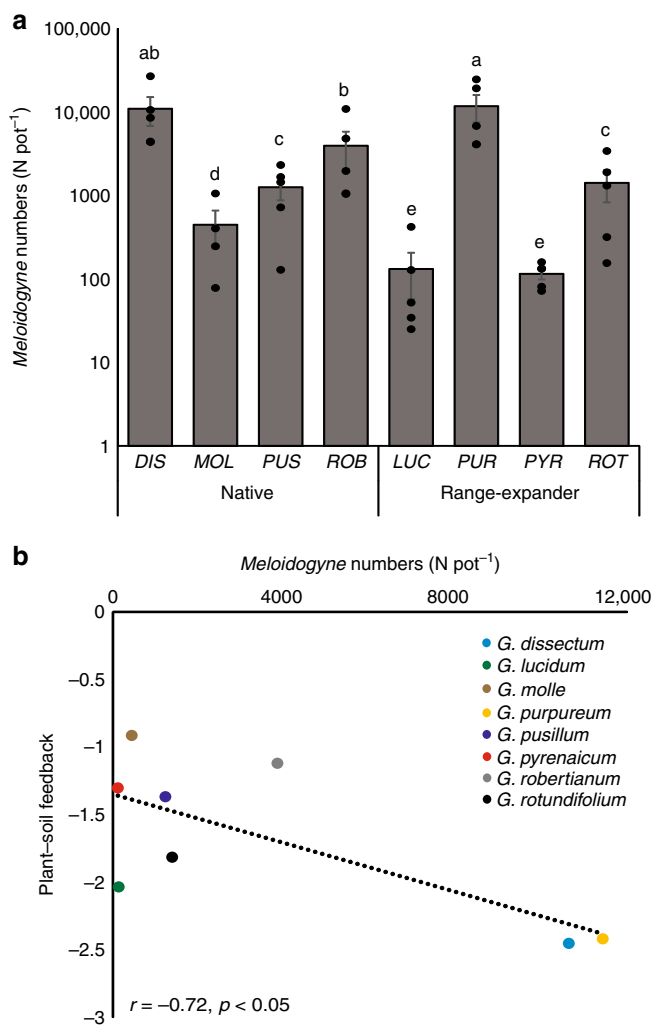 a
Meloidogyne numbers (N pot⁻¹)
100,000
10,000
1000
100
10
1
ab
d
c
b
e
a
e
c
DIS MOL PUS ROB LUC PUR PYR ROT
Native Range-expander
b
Meloidogyne numbers (N pot⁻¹)
0 4000 8000 12,000
Plant–soil feedback
0
–0.5
–1
–1.5
–2
–2.5
–3
G. dissectum
G. lucidum
G. molle
G. purpureum
G. pusillum
G. pyrenaicum
G. robertianum
G. rotundifolium
r = –0.72, p < 0.05